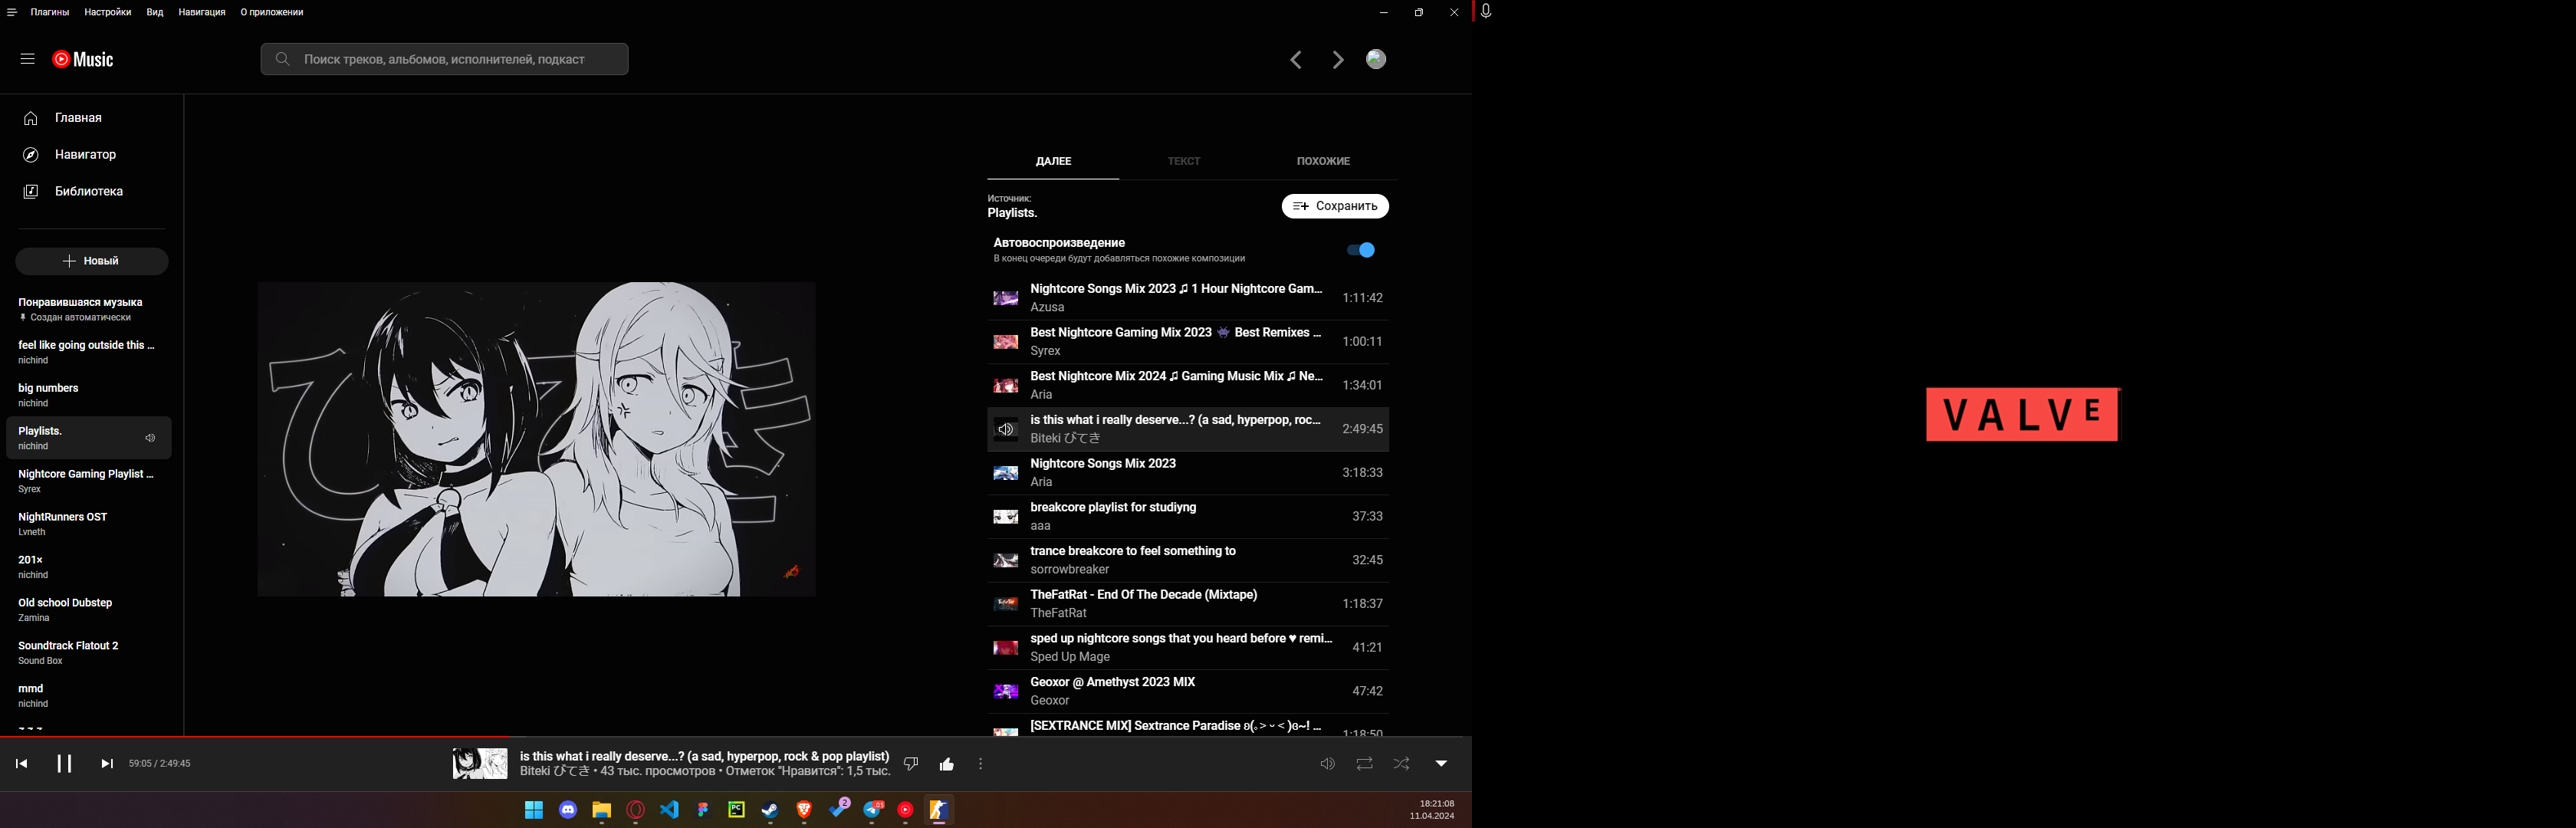 Плагины Настройки Вид Навигация О приложении
Music
Поиск треков, альбомов, исполнителей, подкаст
Главная
Навигатор
Библиотека
Новый
Понравившаяся музыка
Создан автоматически
feel like going outside this ...
nichind
big numbers
nichind
Playlists.
nichind
Nightcore Gaming Playlist ...
Syrex
NightRunners OST
Lvneth
201×
nichind
Old school Dubstep
Zamina
Soundtrack Flatout 2
Sound Box
mmd
nichind
ДАЛЕЕ ТЕКСТ ПОХОЖИЕ
Источник:
Playlists.
Сохранить
Автовоспроизведение
В конец очереди будут добавляться похожие композиции
Nightcore Songs Mix 2023 ♫ 1 Hour Nightcore Gam...
Azusa
1:11:42
Best Nightcore Gaming Mix 2023 👾 Best Remixes ...
Syrex
1:00:11
Best Nightcore Mix 2024 ♫ Gaming Music Mix ♫ Ne...
Aria
1:34:01
is this what i really deserve...? (a sad, hyperpop, roc...
Biteki びてき
2:49:45
Nightcore Songs Mix 2023
Aria
3:18:33
breakcore playlist for studiyng
aaa
37:33
trance breakcore to feel something to
sorrowbreaker
32:45
TheFatRat - End Of The Decade (Mixtape)
TheFatRat
1:18:37
sped up nightcore songs that you heard before ♥ remi...
Sped Up Mage
41:21
Geoxor @ Amethyst 2023 MIX
Geoxor
47:42
[SEXTRANCE MIX] Sextrance Paradise ʚ(｡˃ ᵕ ˂ )ɞ~! ...
1:18:50
59:05 / 2:49:45
is this what i really deserve...? (a sad, hyperpop, rock & pop playlist)
Biteki びてき • 43 тыс. просмотров • Отметок "Нравится": 1,5 тыс.
PC
2
18:21:08
11.04.2024
VALVE